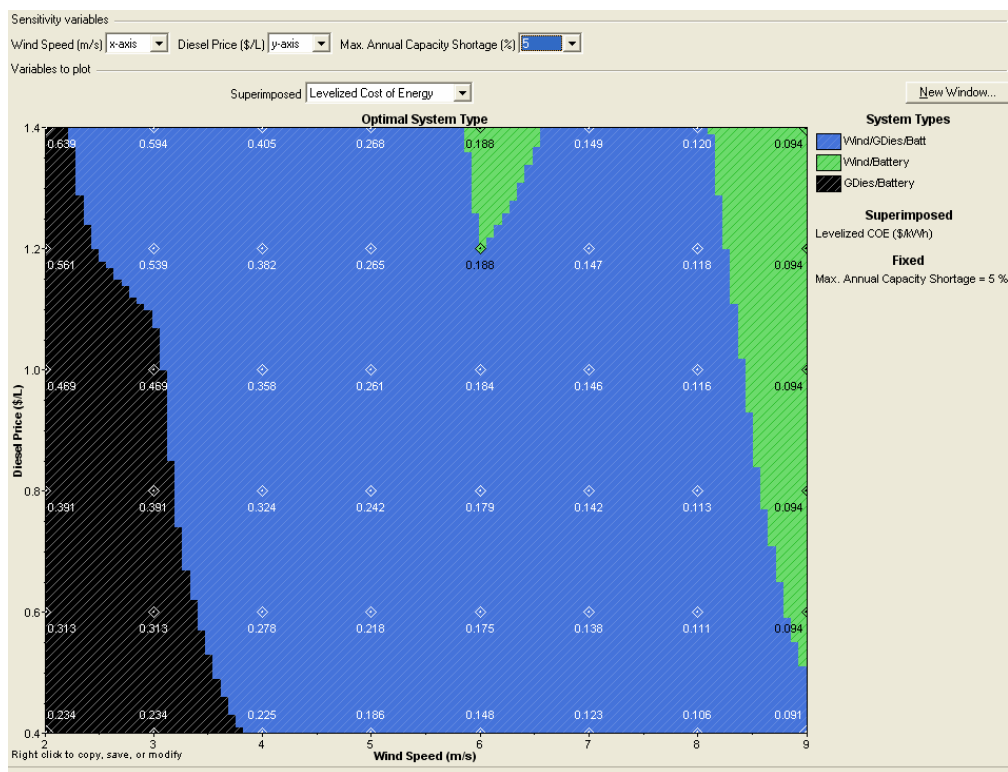 Sensitivity variables
Wind Speed (m/s) x-axis Diesel Price ($/L) y-axis Max. Annual Capacity Shortage (%) 5
Variables to plot
Superimposed Levelized Cost of Energy New Window...
Optimal System Type
System Types
Wind/GDies/Batt
Wind/Battery
GDies/Battery
Superimposed
Levelized COE ($/kWh)
Fixed
Max. Annual Capacity Shortage = 5 %
Diesel Price ($/L)
1.4
0.639 0.594 0.405 0.268 0.188 0.149 0.120 0.094
1.2
0.561 0.539 0.382 0.265 0.188 0.147 0.118 0.094
1.0
0.469 0.469 0.358 0.261 0.184 0.146 0.116 0.094
0.8
0.391 0.391 0.324 0.242 0.179 0.142 0.113 0.094
0.6
0.313 0.313 0.278 0.218 0.175 0.138 0.111 0.094
0.234 0.234 0.225 0.186 0.148 0.123 0.106 0.091
0.4
2 3 4 5 6 7 8 9
Wind Speed (m/s)
Right click to copy, save, or modify